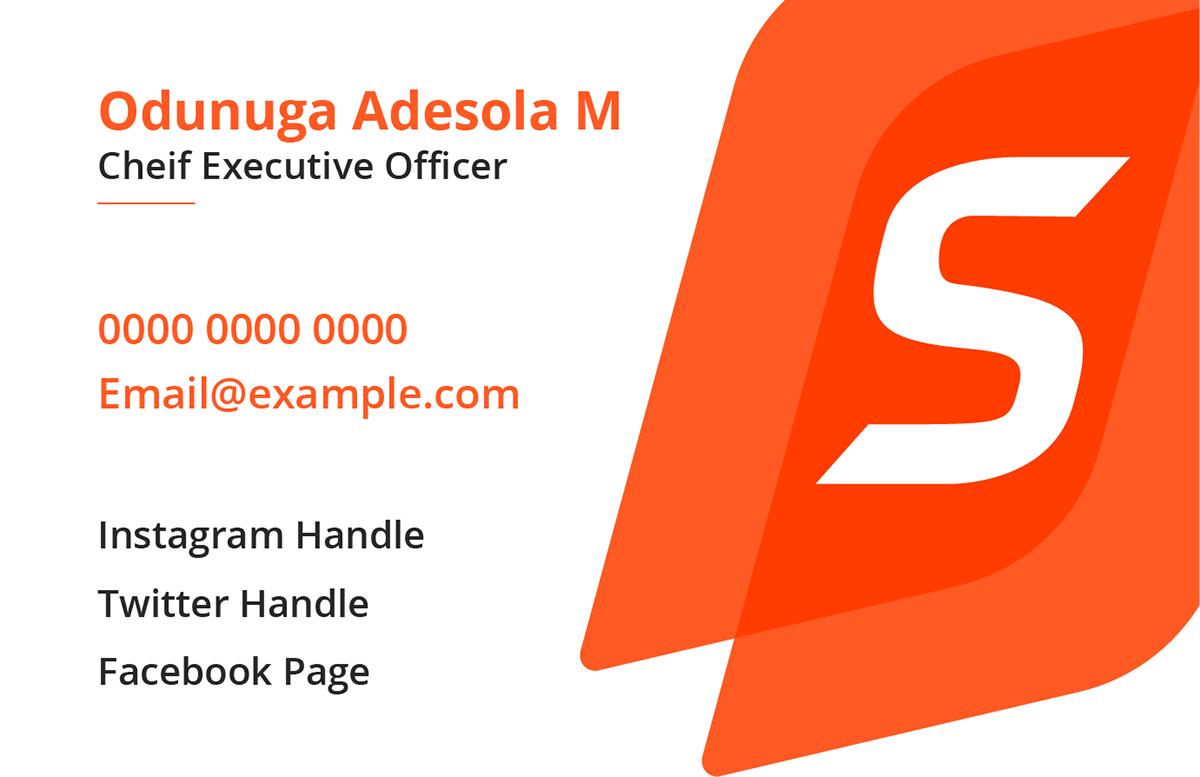 Odunuga Adesola M
Cheif Executive Officer
0000 0000 0000
Email@example.com
Instagram Handle
Twitter Handle
Facebook Page
S